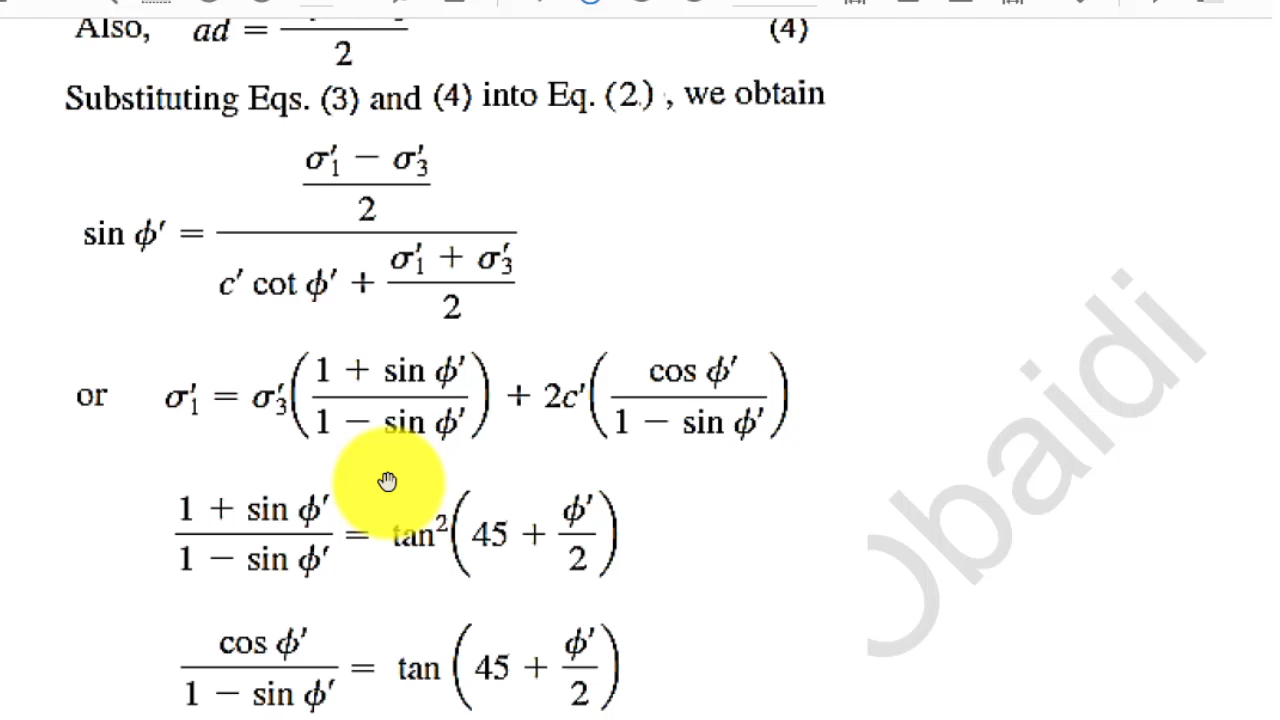 Also, ad = / 2 (4)
Substituting Eqs. (3) and (4) into Eq. (2.) , we obtain
sin ϕ′ = ((σ′₁ − σ′₃) / 2) / (c′ cot ϕ′ + (σ′₁ + σ′₃) / 2)
or σ′₁ = σ′₃((1 + sin ϕ′) / (1 − sin ϕ′)) + 2c′(cos ϕ′ / (1 − sin ϕ′))
(1 + sin ϕ′) / (1 − sin ϕ′) = tan²(45 + ϕ′/2)
cos ϕ′ / (1 − sin ϕ′) = tan (45 + ϕ′/2)
Obaidi